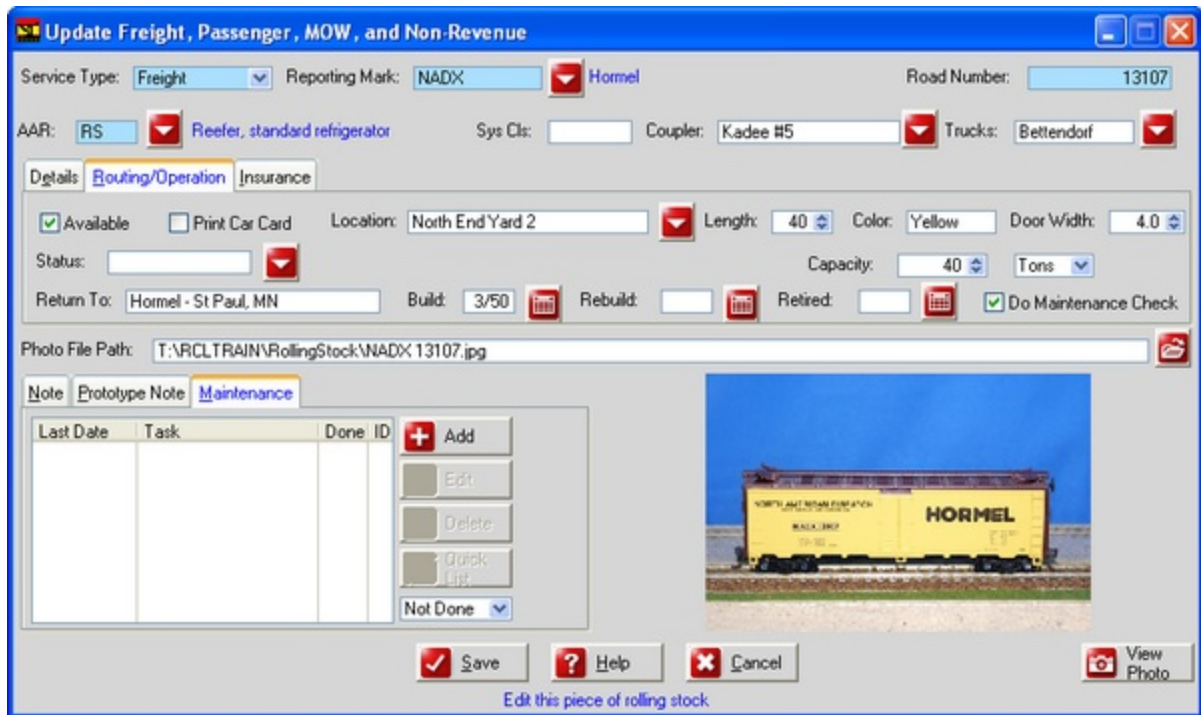 Update Freight, Passenger, MOW, and Non-Revenue
Service Type: Freight Reporting Mark: NADX Hormel Road Number: 13107
AAR: RS Reefer, standard refrigerator Sys Cls: Coupler: Kadee #5 Trucks: Bettendorf
Details Routing/Operation Insurance
Available Print Car Card Location: North End Yard 2 Length: 40 Color: Yellow Door Width: 4.0
Status: Capacity: 40 Tons
Return To: Hormel - St Paul, MN Build: 3/50 Rebuild: Retired: Do Maintenance Check
Photo File Path: T:\RCLTRAIN\RollingStock\NADX 13107.jpg
Note Prototype Note Maintenance
Last Date Task Done ID
Add
Edit
Delete
Quick
List
Not Done
HORMEL
Save Help Cancel
View
Photo
Edit this piece of rolling stock